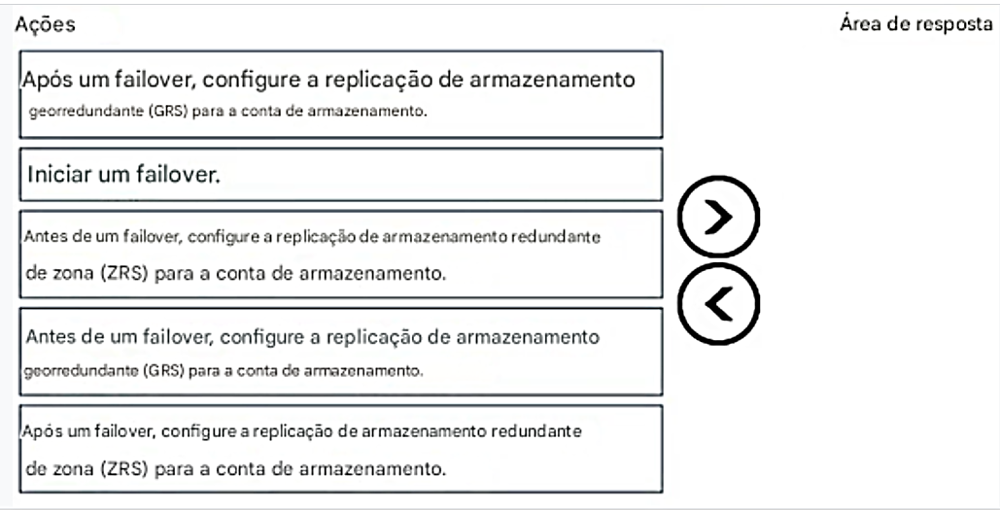 Ações
Área de resposta
Após um failover, configure a replicação de armazenamento
georredundante (GRS) para a conta de armazenamento.
Iniciar um failover.
Antes de um failover, configure a replicação de armazenamento redundante
de zona (ZRS) para a conta de armazenamento.
Antes de um failover, configure a replicação de armazenamento
georredundante (GRS) para a conta de armazenamento.
Após um failover, configure a replicação de armazenamento redundante
de zona (ZRS) para a conta de armazenamento.